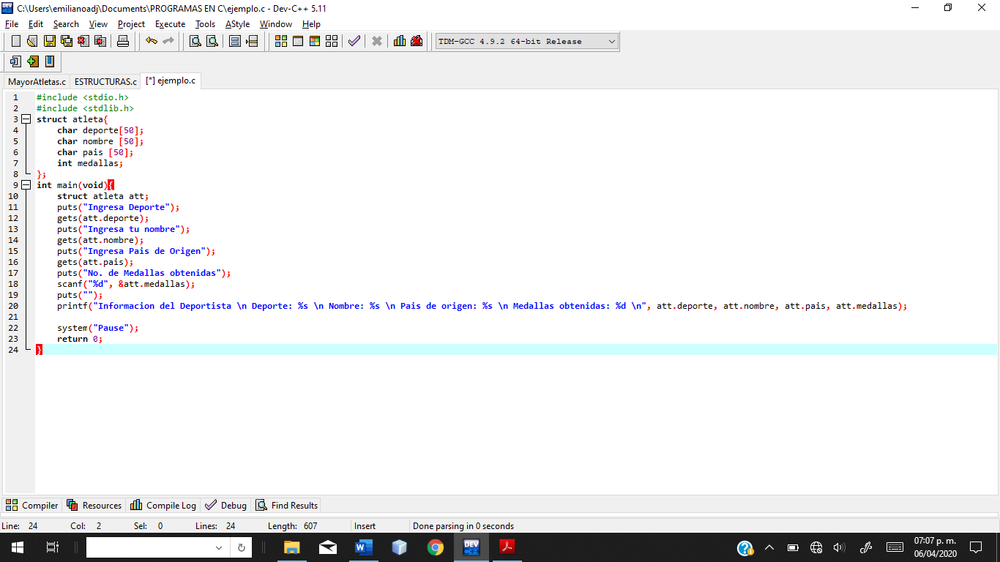 C:\Users\emilianoadj\Documents\PROGRAMAS EN C\ejemplo.c - Dev-C++ 5.11
File Edit Search View Project Execute Tools AStyle Window Help
TDM-GCC 4.9.2 64-bit Release
MayorAtletas.c ESTRUCTURAS.c [*] ejemplo.c
1 #include <stdio.h>
2 #include <stdlib.h>
3 struct atleta{
4 char deporte[50];
5 char nombre [50];
6 char pais [50];
7 int medallas;
8 };
9 int main(void){
10 struct atleta att;
11 puts("Ingresa Deporte");
12 gets(att.deporte);
13 puts("Ingresa tu nombre");
14 gets(att.nombre);
15 puts("Ingresa Pais de Origen");
16 gets(att.pais);
17 puts("No. de Medallas obtenidas");
18 scanf("%d", &att.medallas);
19 puts("");
20 printf("Informacion del Deportista \n Deporte: %s \n Nombre: %s \n Pais de origen: %s \n Medallas obtenidas: %d \n", att.deporte, att.nombre, att.pais, att.medallas);
21
22 system("Pause");
23 return 0;
24 }
Compiler Resources Compile Log Debug Find Results
Line: 24 Col: 2 Sel: 0 Lines: 24 Length: 607 Insert Done parsing in 0 seconds
DEV
07:07 p. m.
06/04/2020